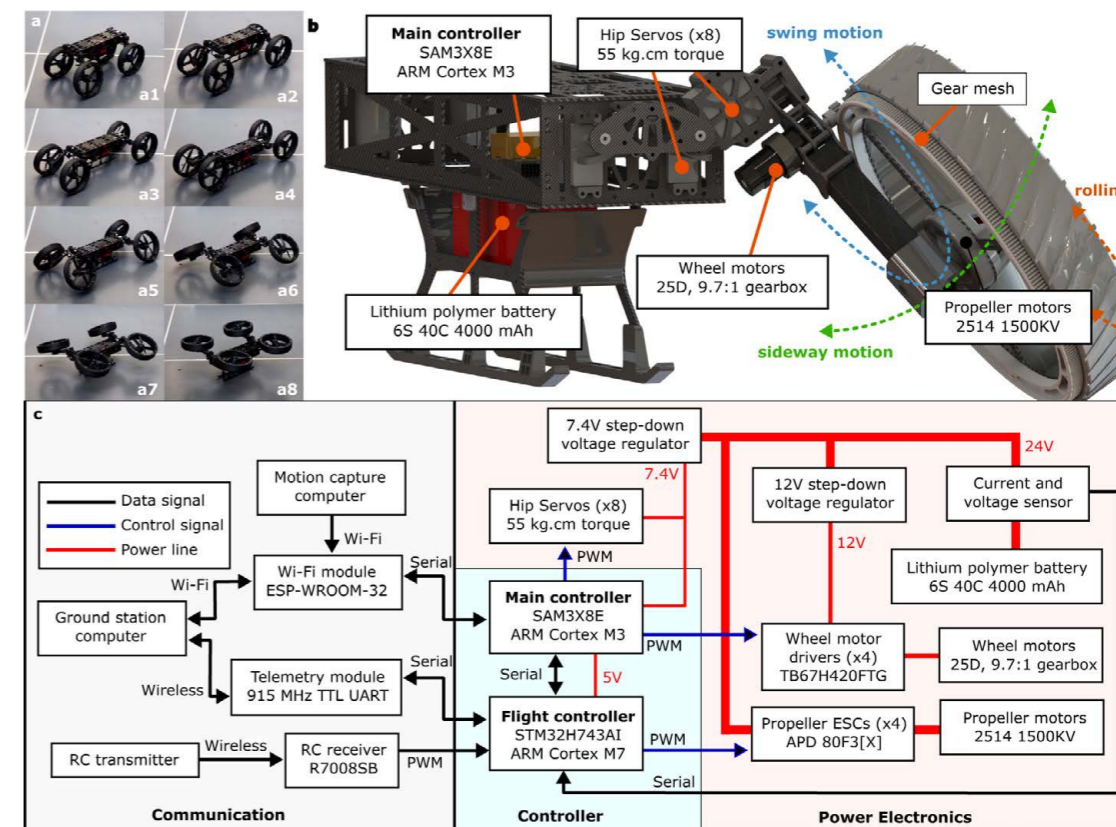 a
a1
a2
a3
a4
a5
a6
a7
a8
b
Main controller
SAM3X8E
ARM Cortex M3
Hip Servos (x8)
55 kg.cm torque
swing motion
Gear mesh
rollin
Wheel motors
25D, 9.7:1 gearbox
Lithium polymer battery
6S 40C 4000 mAh
Propeller motors
2514 1500KV
sideway motion
c
Data signal
Control signal
Power line
Motion capture
computer
Wi-Fi
Wi-Fi
Wi-Fi module
ESP-WROOM-32
Serial
Ground station
computer
Wireless
Telemetry module
915 MHz TTL UART
Serial
RC transmitter
Wireless
RC receiver
R7008SB
PWM
Communication
7.4V step-down
voltage regulator
7.4V
Hip Servos (x8)
55 kg.cm torque
PWM
Main controller
SAM3X8E
ARM Cortex M3
PWM
Serial
5V
Flight controller
STM32H743AI
ARM Cortex M7
PWM
Serial
Controller
24V
12V step-down
voltage regulator
12V
Current and
voltage sensor
Lithium polymer battery
6S 40C 4000 mAh
Wheel motor
drivers (x4)
TB67H420FTG
Wheel motors
25D, 9.7:1 gearbox
Propeller ESCs (x4)
APD 80F3[X]
Propeller motors
2514 1500KV
Power Electronics